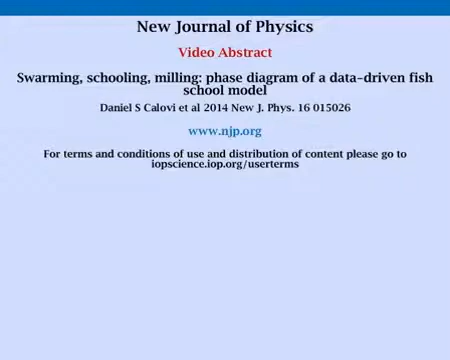 New Journal of Physics
Video Abstract
Swarming, schooling, milling: phase diagram of a data-driven fish
school model
Daniel S Calovi et al 2014 New J. Phys. 16 015026
www.njp.org
For terms and conditions of use and distribution of content please go to
iopscience.iop.org/userterms